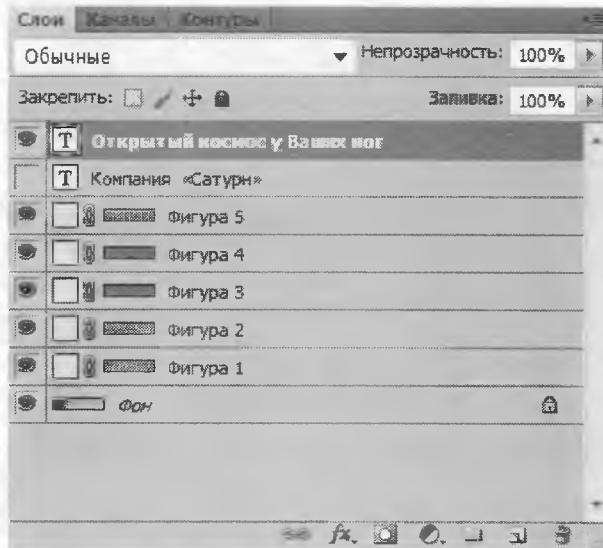 Слои Каналы Контуры
Обычные Непрозрачность: 100%
Закрепить: Заливка: 100%
T Открытый космос у Ваших ног
T Компания «Сатурн»
Фигура 5
Фигура 4
Фигура 3
Фигура 2
Фигура 1
Фон
fx.